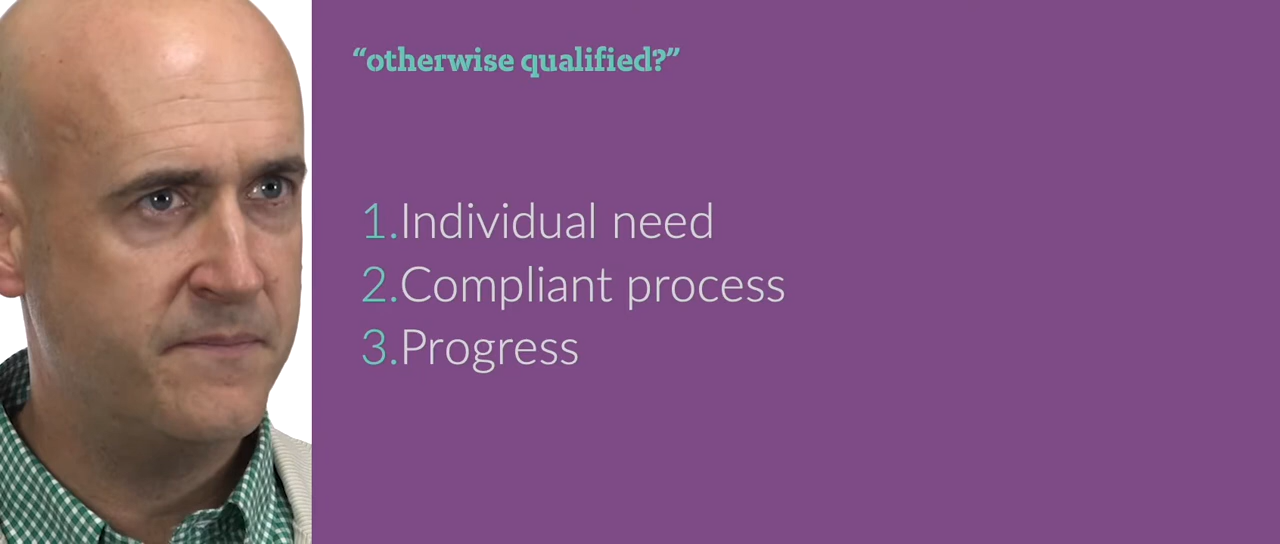 “otherwise qualified?”
1.Individual need
2.Compliant process
3.Progress